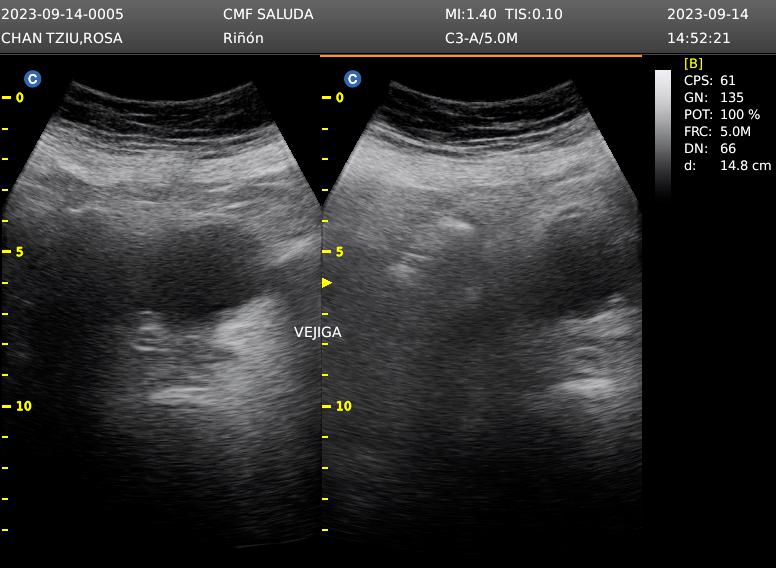 2023-09-14-0005 CMF SALUDA MI:1.40 TIS:0.10 2023-09-14
CHAN TZIU,ROSA Riñón C3-A/5.0M 14:52:21
[B]
C C
0 0
CPS: 61
GN: 135
POT: 100 %
FRC: 5.0M
DN: 66
d: 14.8 cm
5 5
VEJIGA
10 10